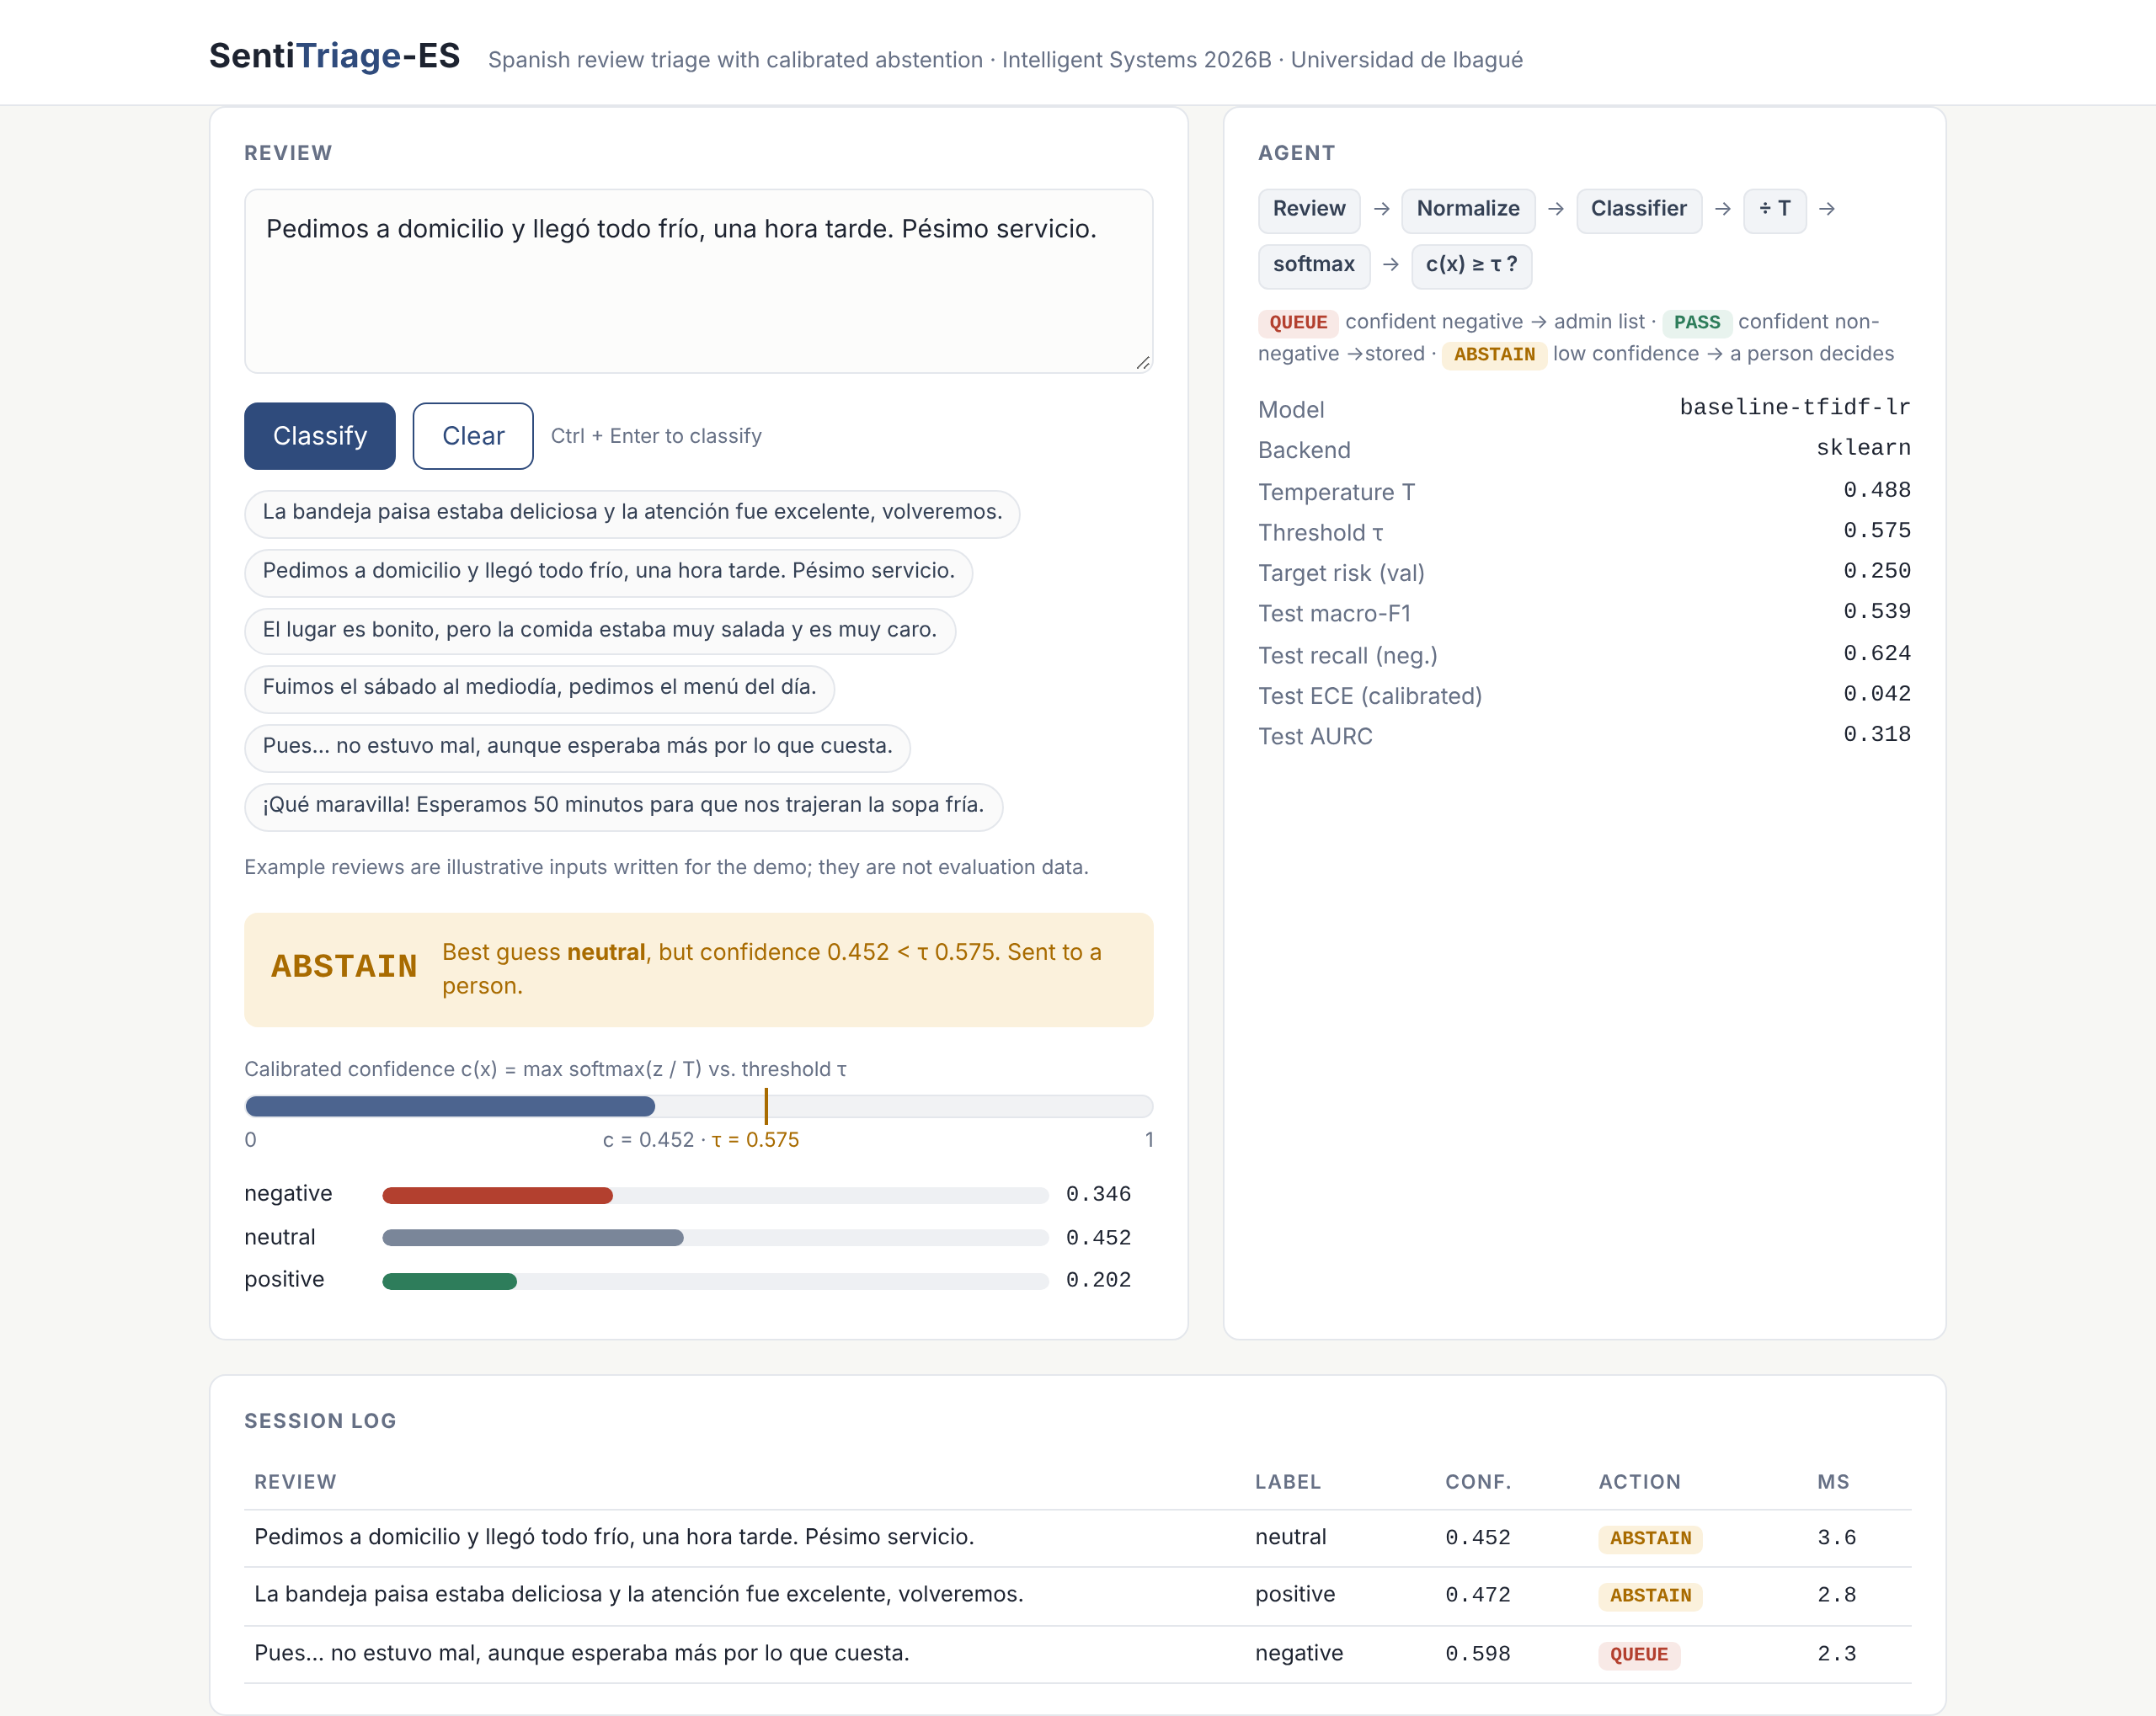 SentiTriage-ES Spanish review triage with calibrated abstention · Intelligent Systems 2026B · Universidad de Ibagué
REVIEW
Pedimos a domicilio y llegó todo frío, una hora tarde. Pésimo servicio.
Classify Clear Ctrl + Enter to classify
La bandeja paisa estaba deliciosa y la atención fue excelente, volveremos.
Pedimos a domicilio y llegó todo frío, una hora tarde. Pésimo servicio.
El lugar es bonito, pero la comida estaba muy salada y es muy caro.
Fuimos el sábado al mediodía, pedimos el menú del día.
Pues... no estuvo mal, aunque esperaba más por lo que cuesta.
¡Qué maravilla! Esperamos 50 minutos para que nos trajeran la sopa fría.
Example reviews are illustrative inputs written for the demo; they are not evaluation data.
ABSTAIN Best guess neutral, but confidence 0.452 < τ 0.575. Sent to a
person.
Calibrated confidence c(x) = max softmax(z / T) vs. threshold τ
0 c = 0.452 · τ = 0.575 1
negative 0.346
neutral 0.452
positive 0.202
AGENT
Review → Normalize → Classifier → ÷ T →
softmax → c(x) ≥ τ ?
QUEUE confident negative → admin list · PASS confident non-
negative →stored · ABSTAIN low confidence → a person decides
Model baseline-tfidf-lr
Backend sklearn
Temperature T 0.488
Threshold τ 0.575
Target risk (val) 0.250
Test macro-F1 0.539
Test recall (neg.) 0.624
Test ECE (calibrated) 0.042
Test AURC 0.318
SESSION LOG
REVIEW LABEL CONF. ACTION MS
Pedimos a domicilio y llegó todo frío, una hora tarde. Pésimo servicio. neutral 0.452 ABSTAIN 3.6
La bandeja paisa estaba deliciosa y la atención fue excelente, volveremos. positive 0.472 ABSTAIN 2.8
Pues... no estuvo mal, aunque esperaba más por lo que cuesta. negative 0.598 QUEUE 2.3